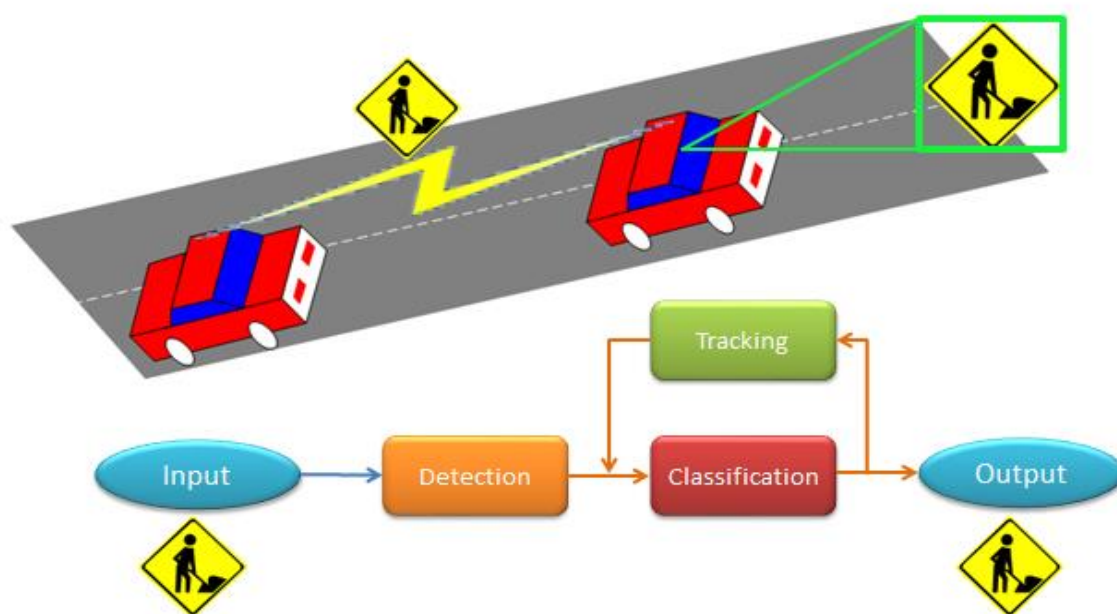 Tracking
Input
Detection
Classification
Output